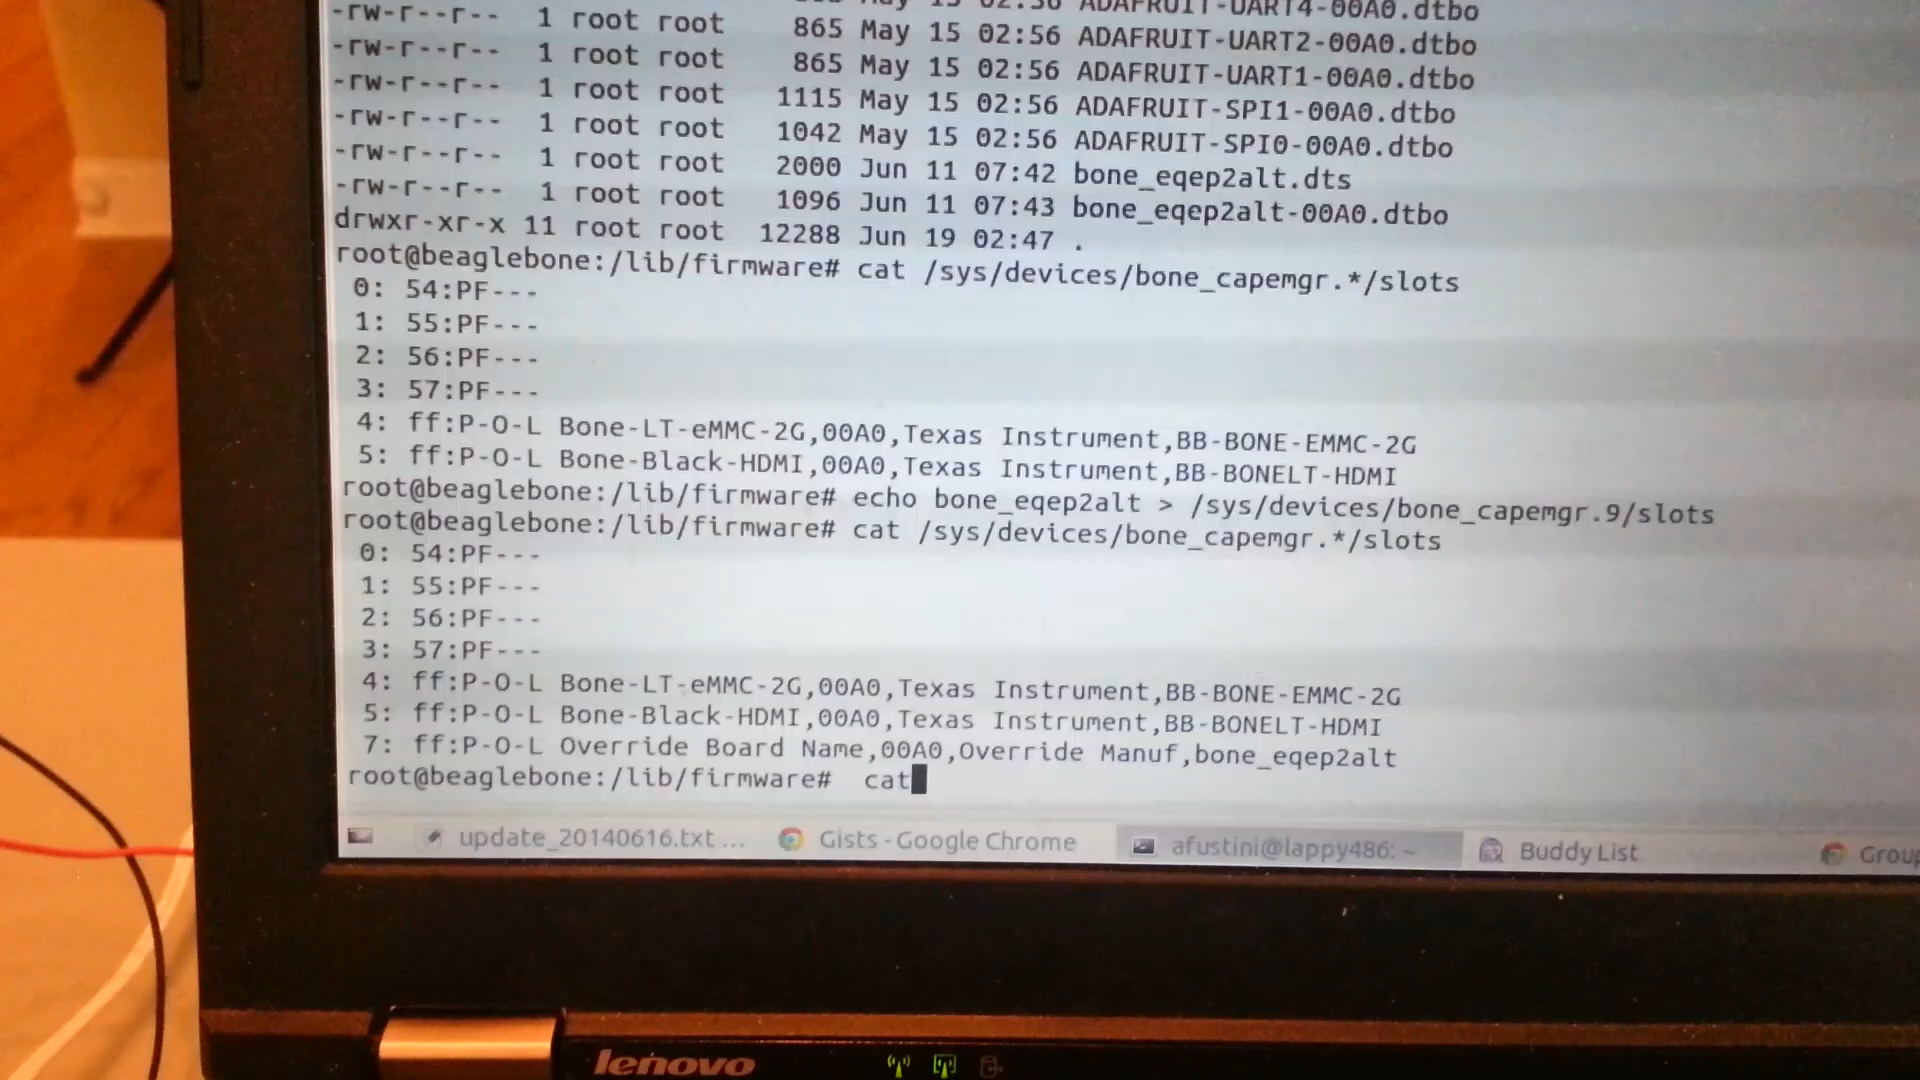 -rw-r--r-- 1 root root 865 May 15 02:56 ADAFRUIT-UART4-00A0.dtbo
-rw-r--r-- 1 root root 865 May 15 02:56 ADAFRUIT-UART2-00A0.dtbo
-rw-r--r-- 1 root root 865 May 15 02:56 ADAFRUIT-UART1-00A0.dtbo
-rw-r--r-- 1 root root 1115 May 15 02:56 ADAFRUIT-SPI1-00A0.dtbo
-rw-r--r-- 1 root root 1042 May 15 02:56 ADAFRUIT-SPI0-00A0.dtbo
-rw-r--r-- 1 root root 2000 Jun 11 07:42 bone_eqep2alt.dts
-rw-r--r-- 1 root root 1096 Jun 11 07:43 bone_eqep2alt-00A0.dtbo
drwxr-xr-x 11 root root 12288 Jun 19 02:47 .
root@beaglebone:/lib/firmware# cat /sys/devices/bone_capemgr.*/slots
0: 54:PF---
1: 55:PF---
2: 56:PF---
3: 57:PF---
4: ff:P-O-L Bone-LT-eMMC-2G,00A0,Texas Instrument,BB-BONE-EMMC-2G
5: ff:P-O-L Bone-Black-HDMI,00A0,Texas Instrument,BB-BONELT-HDMI
root@beaglebone:/lib/firmware# echo bone_eqep2alt > /sys/devices/bone_capemgr.9/slots
root@beaglebone:/lib/firmware# cat /sys/devices/bone_capemgr.*/slots
0: 54:PF---
1: 55:PF---
2: 56:PF---
3: 57:PF---
4: ff:P-O-L Bone-LT-eMMC-2G,00A0,Texas Instrument,BB-BONE-EMMC-2G
5: ff:P-O-L Bone-Black-HDMI,00A0,Texas Instrument,BB-BONELT-HDMI
7: ff:P-O-L Override Board Name,00A0,Override Manuf,bone_eqep2alt
root@beaglebone:/lib/firmware# cat
update_20140616.txt ... Gists - Google Chrome afustini@lappy486: ~ Buddy List Group
lenovo